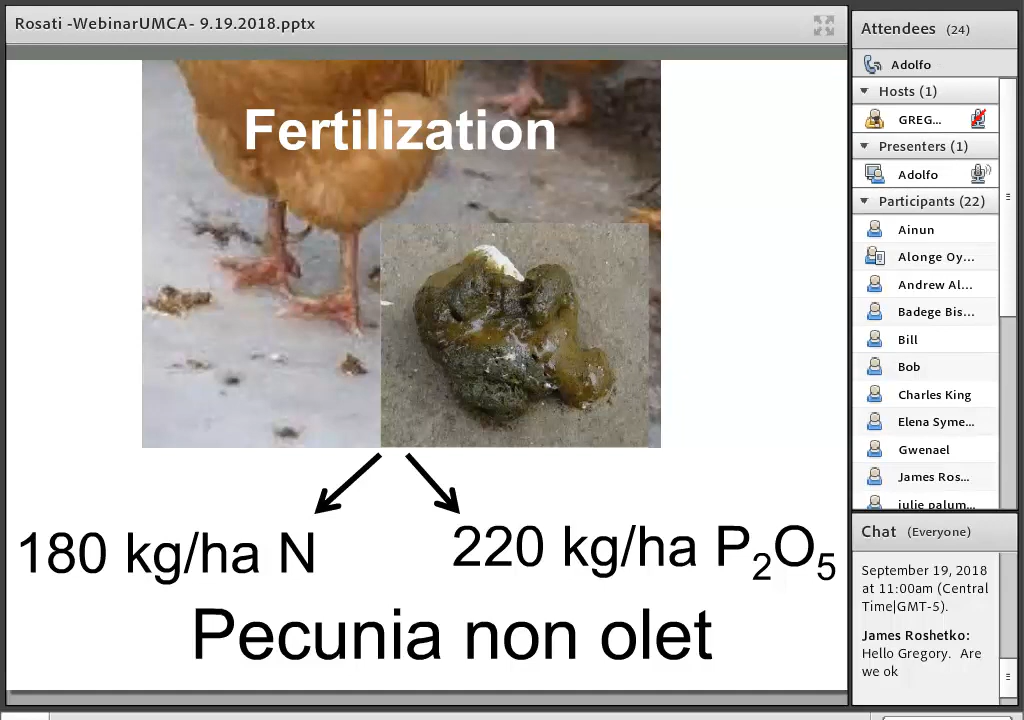 Rosati -WebinarUMCA- 9.19.2018.pptx
Fertilization
180 kg/ha N
220 kg/ha P₂O₅
Pecunia non olet
Attendees (24)
Adolfo
Hosts (1)
GREG...
Presenters (1)
Adolfo
Participants (22)
Ainun
Alonge Oy...
Andrew Al...
Badege Bis...
Bill
Bob
Charles King
Elena Syme...
Gwenael
James Ros...
julie palum...
Chat (Everyone)
September 19, 2018
at 11:00am (Central
Time|GMT-5).
James Roshetko:
Hello Gregory. Are
we ok